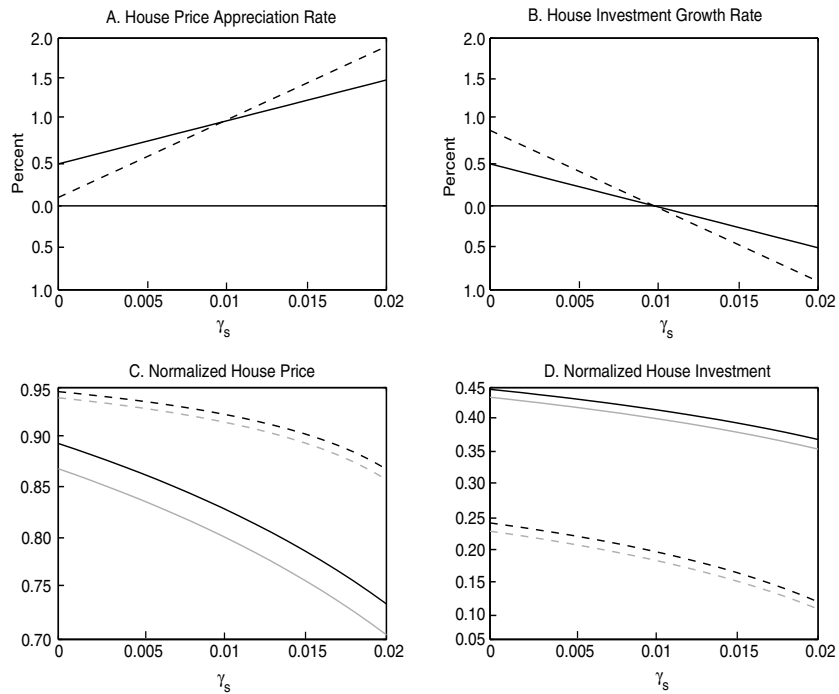 A. House Price Appreciation Rate
2.0
1.5
1.0
0.5
0.0
0.5
1.0
Percent
0 0.005 0.01 0.015 0.02
γs
B. House Investment Growth Rate
2.0
1.5
1.0
0.5
0.0
0.5
1.0
Percent
0 0.005 0.01 0.015 0.02
γs
C. Normalized House Price
0.95
0.90
0.85
0.80
0.75
0.70
0 0.005 0.01 0.015 0.02
γs
D. Normalized House Investment
0.45
0.40
0.35
0.30
0.25
0.20
0.15
0.10
0.05
0 0.005 0.01 0.015 0.02
γs